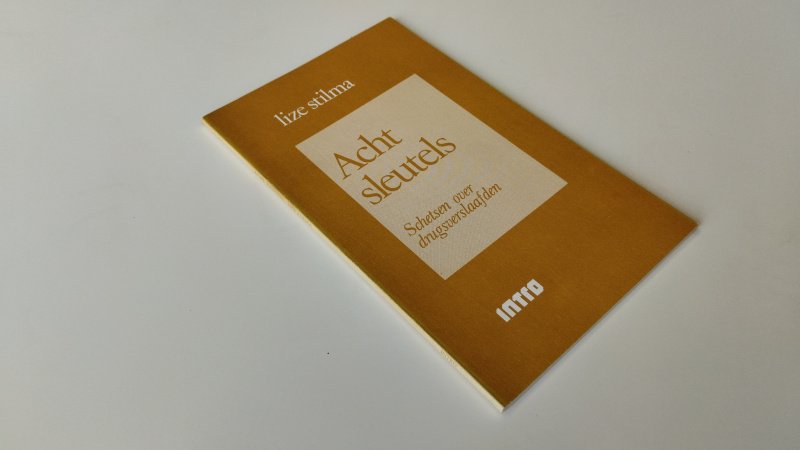 lize stilma
Acht
sleutels
Schetsen over
drugsverslaafden
INTRO